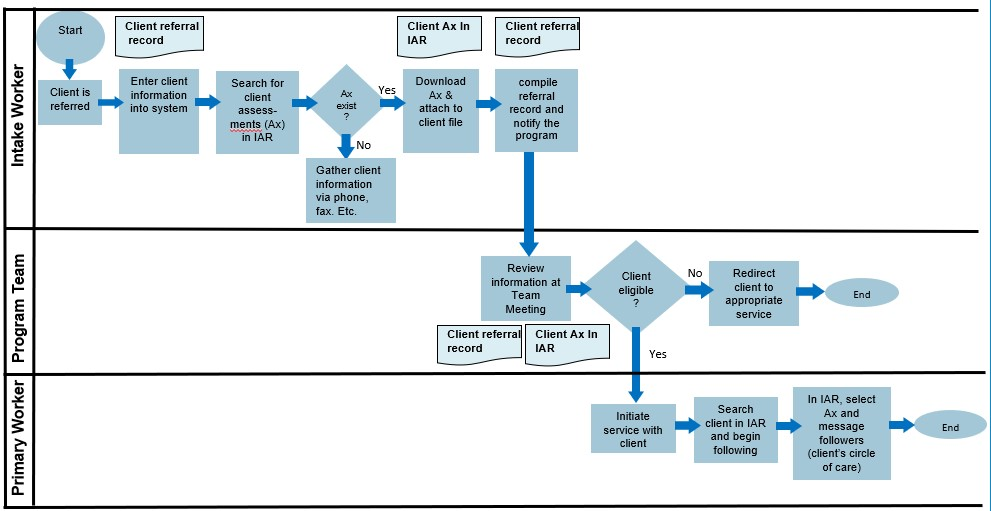 Intake Worker
Start
Client referral
record
Client Ax In
IAR
Client referral
record
Client is
referred
Enter client
information
into system
Search for
client
assess-
ments (Ax)
in IAR
Ax
exist
?
Yes
No
Download
Ax &
attach to
client file
compile
referral
record and
notify the
program
Gather client
information
via phone,
fax. Etc.
Program Team
Review
information at
Team
Meeting
Client
eligible
?
No
Redirect
client to
appropriate
service
End
Client referral
record
Client Ax In
IAR
Yes
Primary Worker
Initiate
service with
client
Search
client in IAR
and begin
following
In IAR, select
Ax and
message
followers
(client's circle
of care)
End